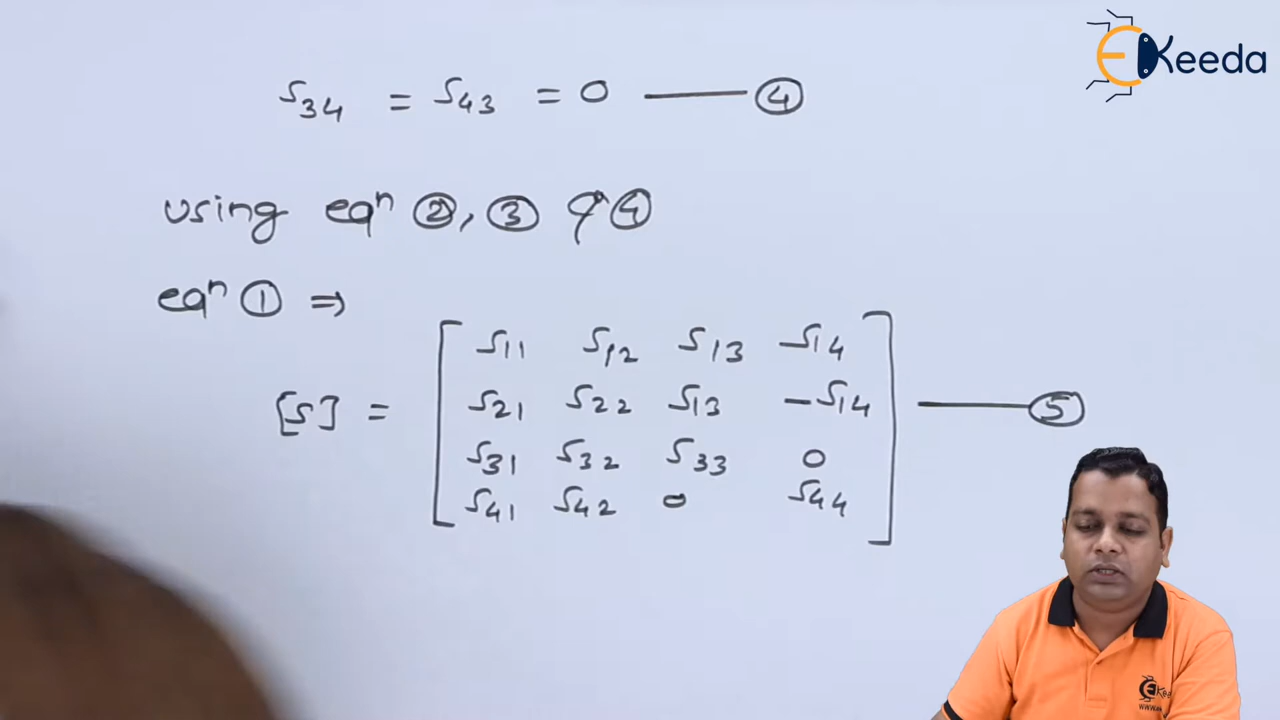 EKeeda
S34 = S43 = 0 —— ④
using eqⁿ ②, ③ & ④
eqⁿ ① ⇒
[S] =
S11 S12 S13 S14
S21 S22 S13 -S14
S31 S32 S33 0
S41 S42 0 S44
—— ⑤